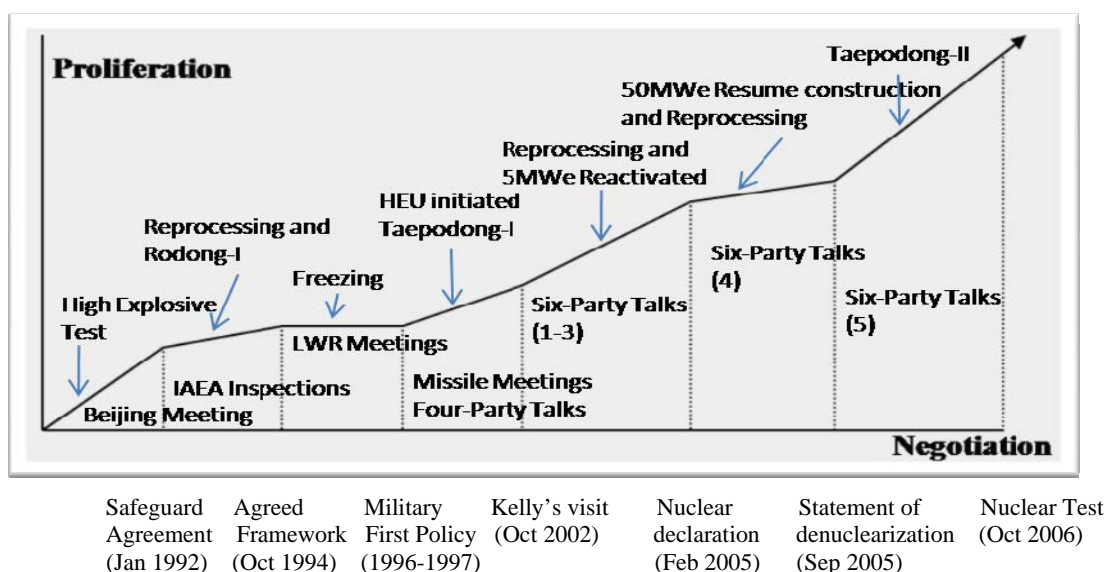 Proliferation
Taepodong-II
50MWe Resume construction
and Reprocessing
Reprocessing and
5MWe Reactivated
HEU initiated
Taepodong-I
Reprocessing and
Rodong-I
Freezing
High Explosive
Test
Six-Party Talks
(4)
Six-Party Talks
(1-3)
Six-Party Talks
(5)
LWR Meetings
IAEA Inspections
Missile Meetings
Four-Party Talks
Beijing Meeting
Negotiation
Safeguard
Agreement
(Jan 1992)
Agreed
Framework
(Oct 1994)
Military
First Policy
(1996-1997)
Kelly's visit
(Oct 2002)
Nuclear
declaration
(Feb 2005)
Statement of
denuclearization
(Sep 2005)
Nuclear Test
(Oct 2006)